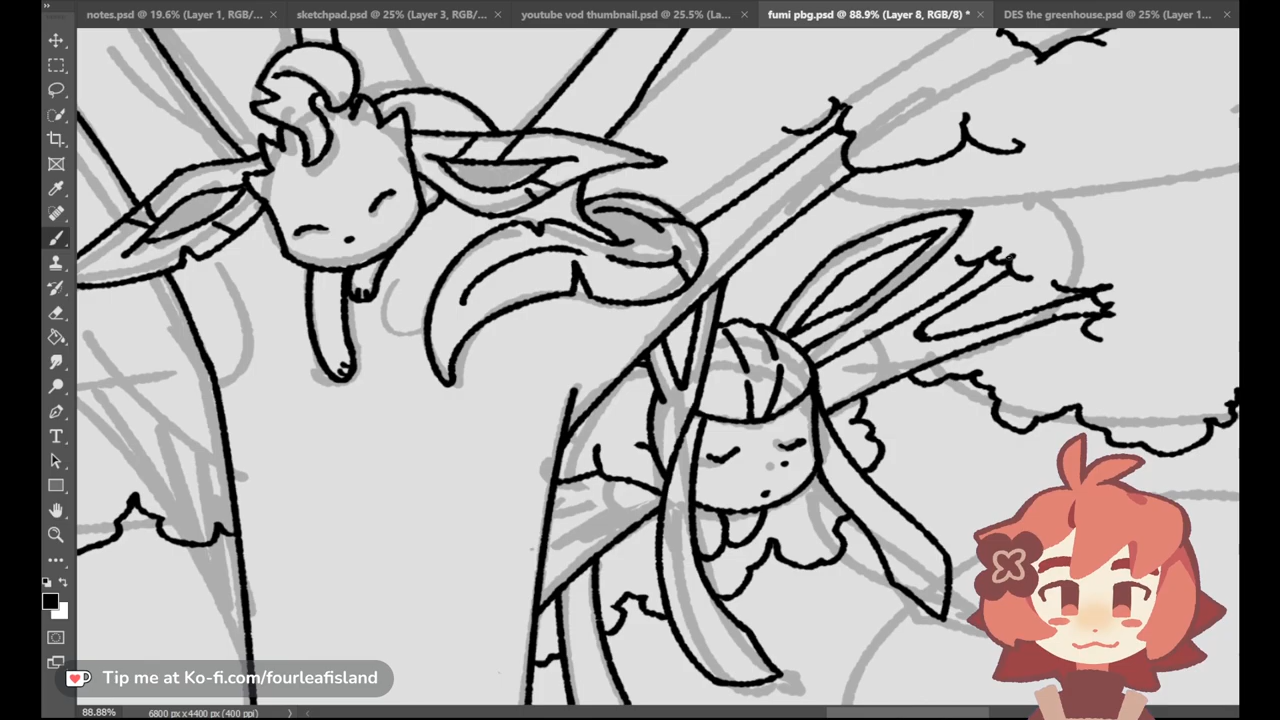 notes.psd @ 19.6% (Layer 1, RGB/...
sketchpad.psd @ 25% (Layer 3, RGB/...
youtube vod thumbnail.psd @ 25.5% (La...
fumi pbg.psd @ 88.9% (Layer 8, RGB/8) *
DES the greenhouse.psd @ 25% (Layer 1...
Tip me at Ko-fi.com/fourleafisland
88.88%
6800 px x 4400 px (400 ppi)